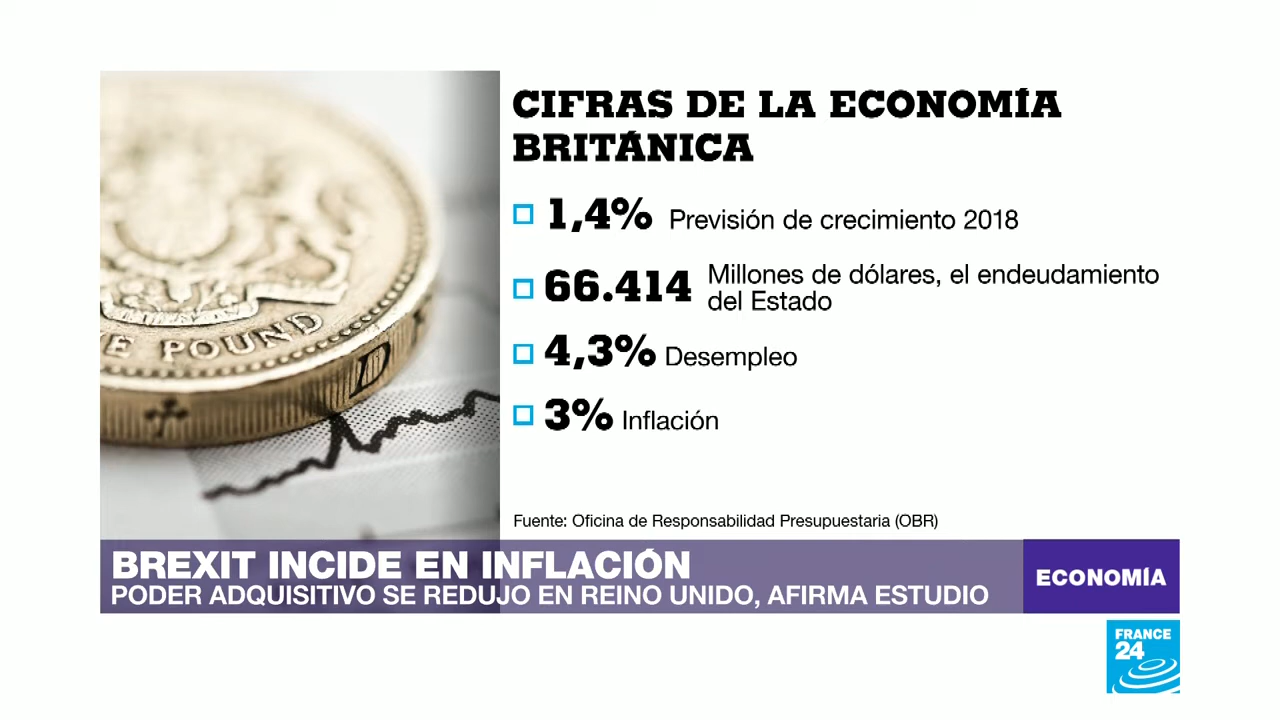 CIFRAS DE LA ECONOMÍA
BRITÁNICA
1,4% Previsión de crecimiento 2018
66.414 Millones de dólares, el endeudamiento
del Estado
4,3% Desempleo
3% Inflación
Fuente: Oficina de Responsabilidad Presupuestaria (OBR)
POUND
D
BREXIT INCIDE EN INFLACIÓN
PODER ADQUISITIVO SE REDUJO EN REINO UNIDO, AFIRMA ESTUDIO
ECONOMÍA
FRANCE
24